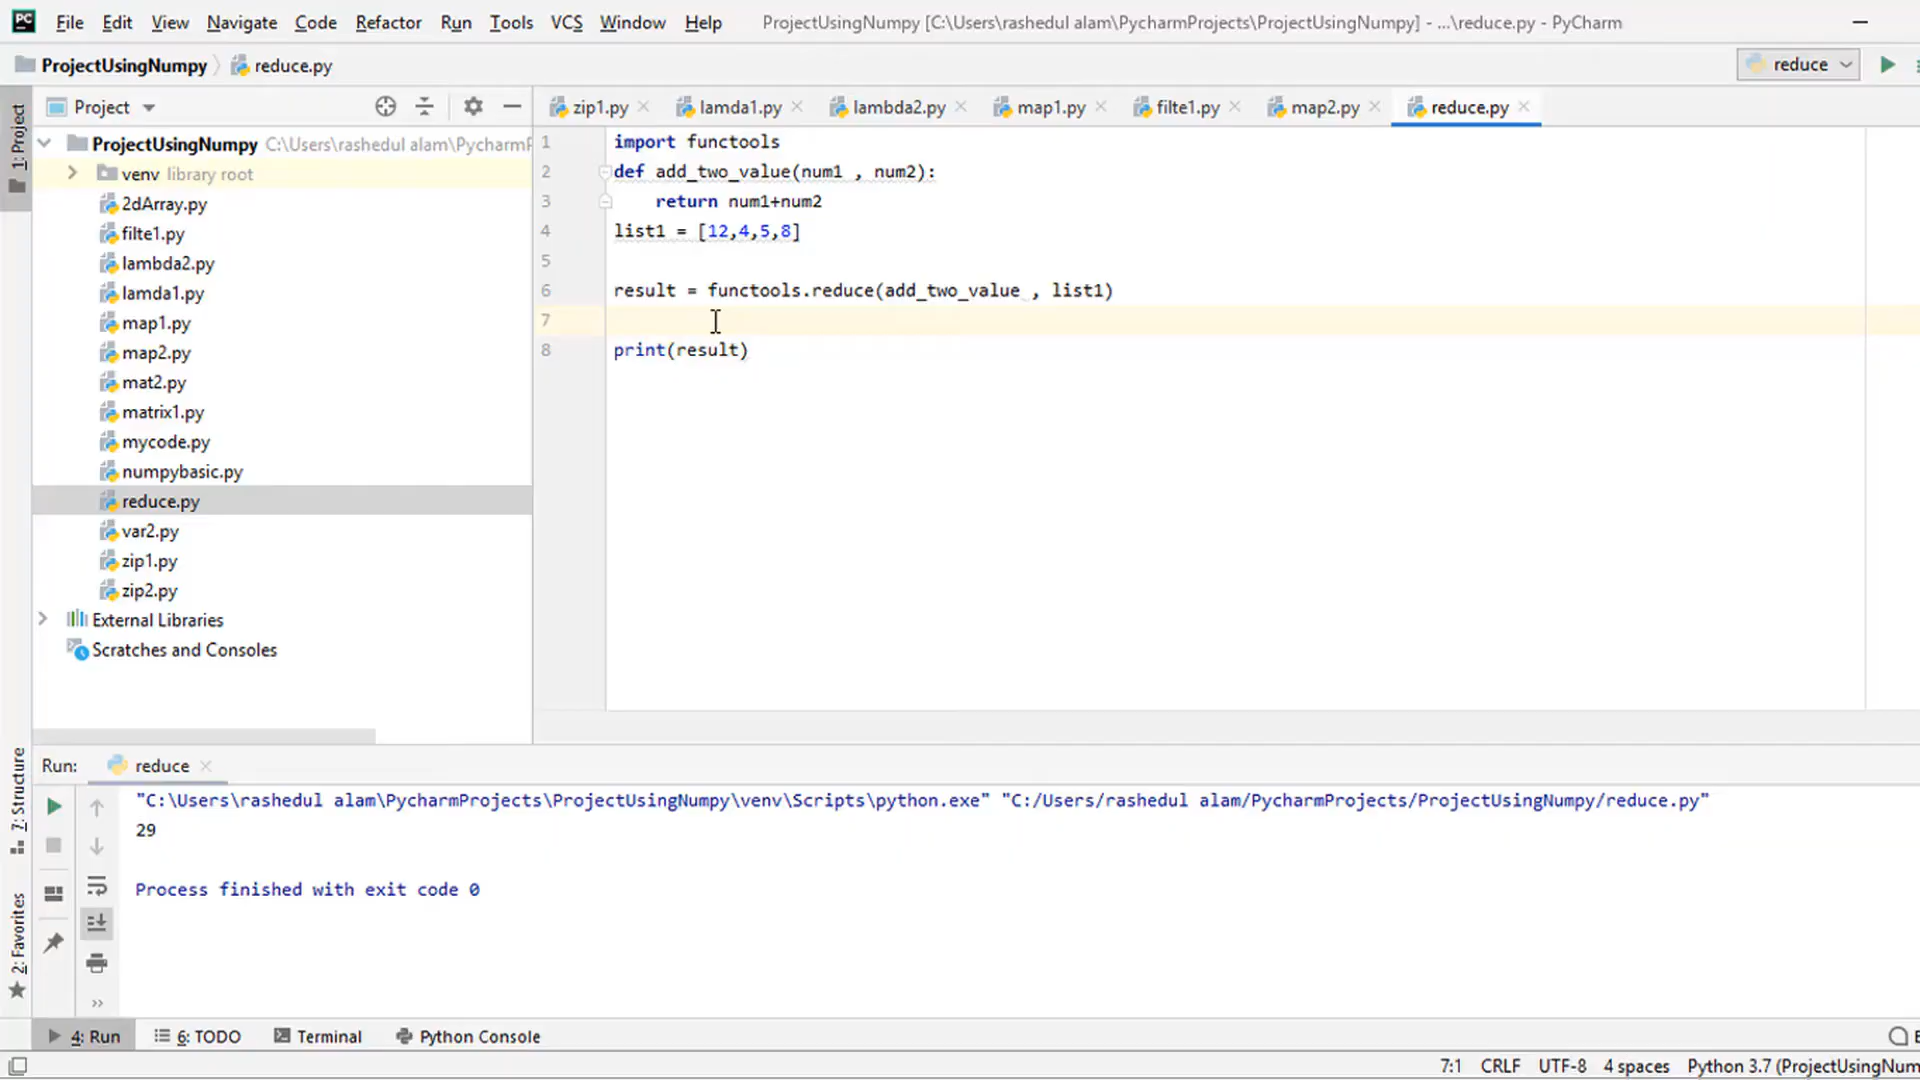 PC File Edit View Navigate Code Refactor Run Tools VCS Window Help ProjectUsingNumpy [C:\Users\rashedul alam\PycharmProjects\ProjectUsingNumpy] - ...\reduce.py - PyCharm
ProjectUsingNumpy reduce.py reduce
1: Project
Project
zip1.py lamda1.py lambda2.py map1.py filte1.py map2.py reduce.py
ProjectUsingNumpy C:\Users\rashedul alam\PycharmP
venv library root
2dArray.py
filte1.py
lambda2.py
lamda1.py
map1.py
map2.py
mat2.py
matrix1.py
mycode.py
numpybasic.py
reduce.py
var2.py
zip1.py
zip2.py
External Libraries
Scratches and Consoles
1 import functools
2 def add_two_value(num1 , num2):
3 return num1+num2
4 list1 = [12,4,5,8]
5
6 result = functools.reduce(add_two_value , list1)
7
8 print(result)
7: Structure
2: Favorites
Run: reduce
"C:\Users\rashedul alam\PycharmProjects\ProjectUsingNumpy\venv\Scripts\python.exe" "C:/Users/rashedul alam/PycharmProjects/ProjectUsingNumpy/reduce.py"
29
Process finished with exit code 0
4: Run 6: TODO Terminal Python Console
7:1 CRLF UTF-8 4 spaces Python 3.7 (ProjectUsingNum